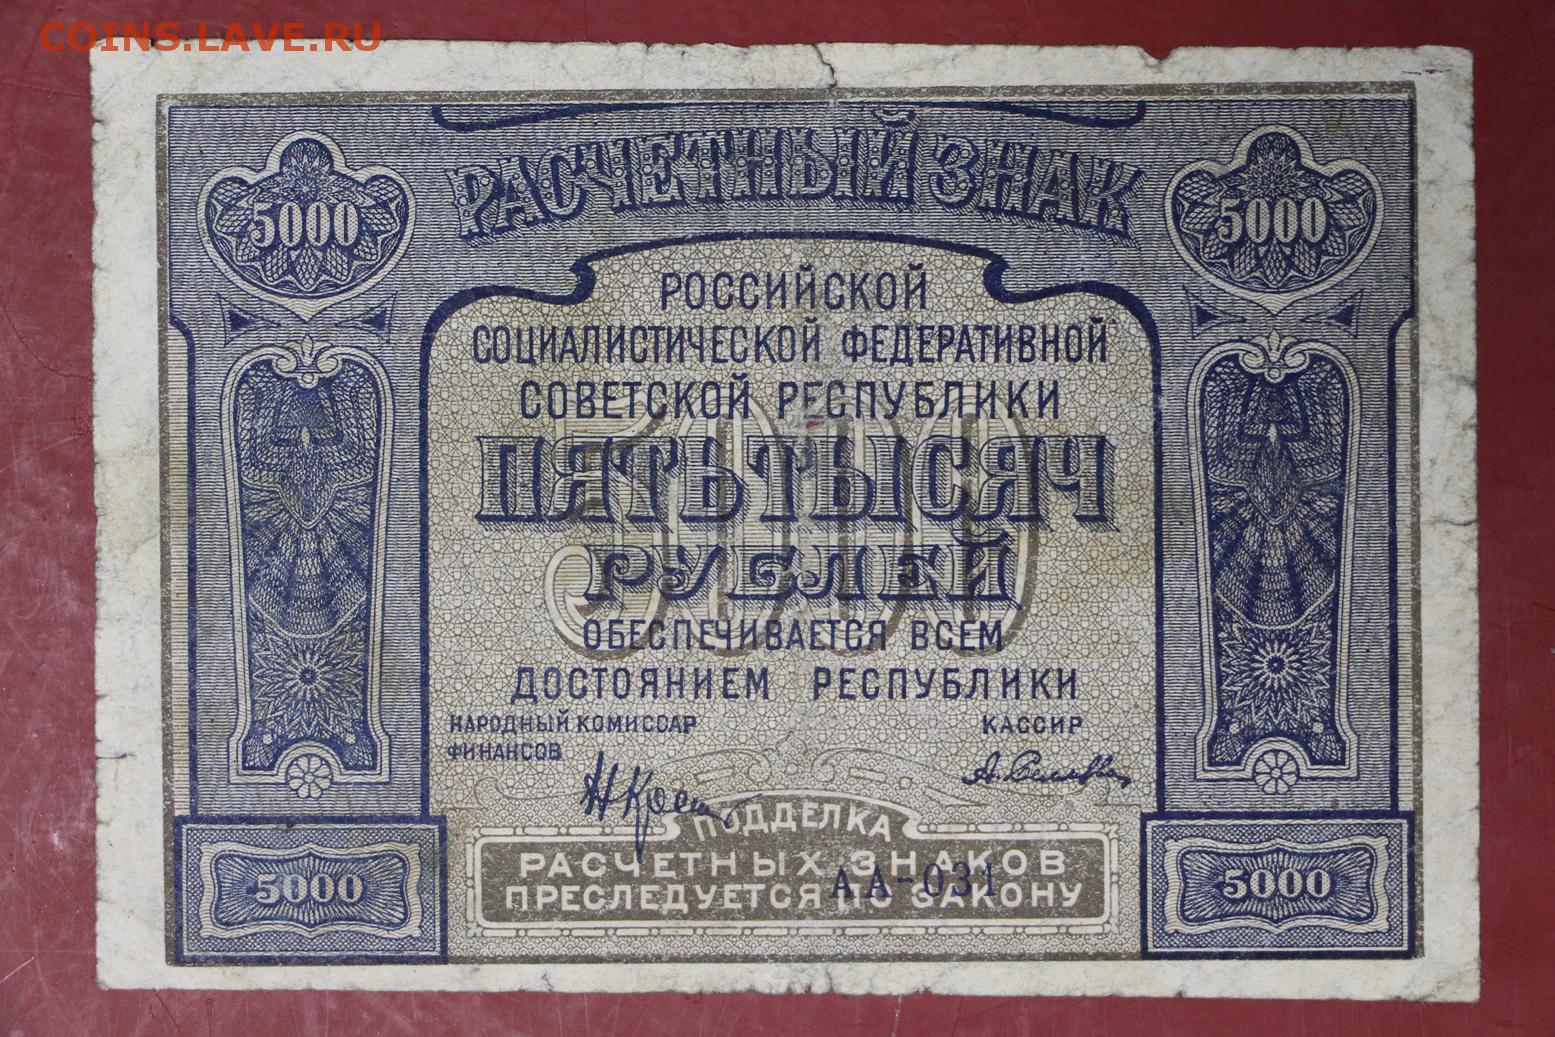 COINS.LAVE.RU
РАСЧЕТНЫЙ ЗНАК
5000
5000
РОССИЙСКОЙ
СОЦИАЛИСТИЧЕСКОЙ ФЕДЕРАТИВНОЙ
СОВЕТСКОЙ РЕСПУБЛИКИ
5000
ПЯТЬ ТЫСЯЧ
РУБЛЕЙ
ОБЕСПЕЧИВАЕТСЯ ВСЕМ
ДОСТОЯНИЕМ РЕСПУБЛИКИ
НАРОДНЫЙ КОМИССАР
ФИНАНСОВ
КАССИР
ПОДДЕЛКА
РАСЧЕТНЫХ ЗНАКОВ
ПРЕСЛЕДУЕТСЯ ПО ЗАКОНУ
АА-031
5000
5000